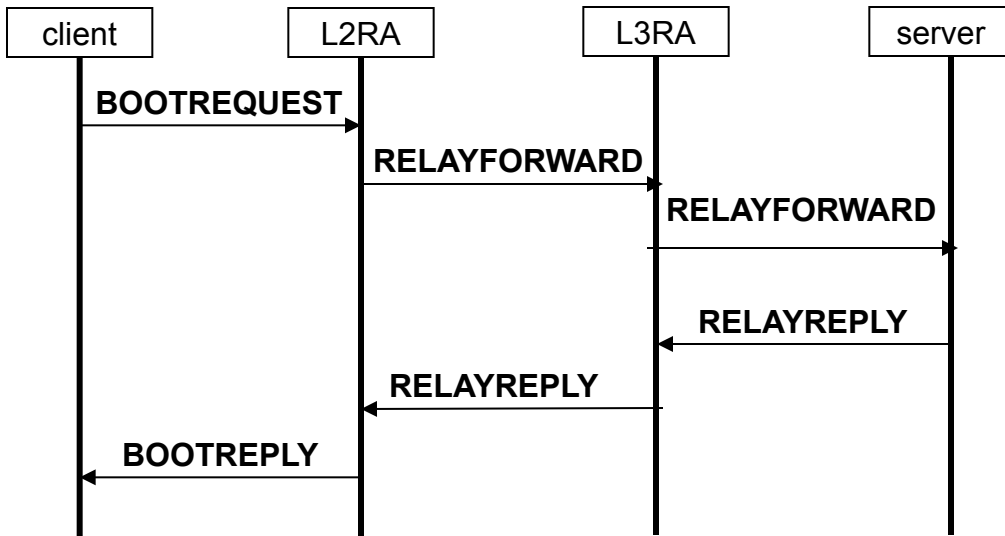 client
L2RA
L3RA
server
BOOTREQUEST
RELAYFORWARD
RELAYFORWARD
RELAYREPLY
RELAYREPLY
BOOTREPLY